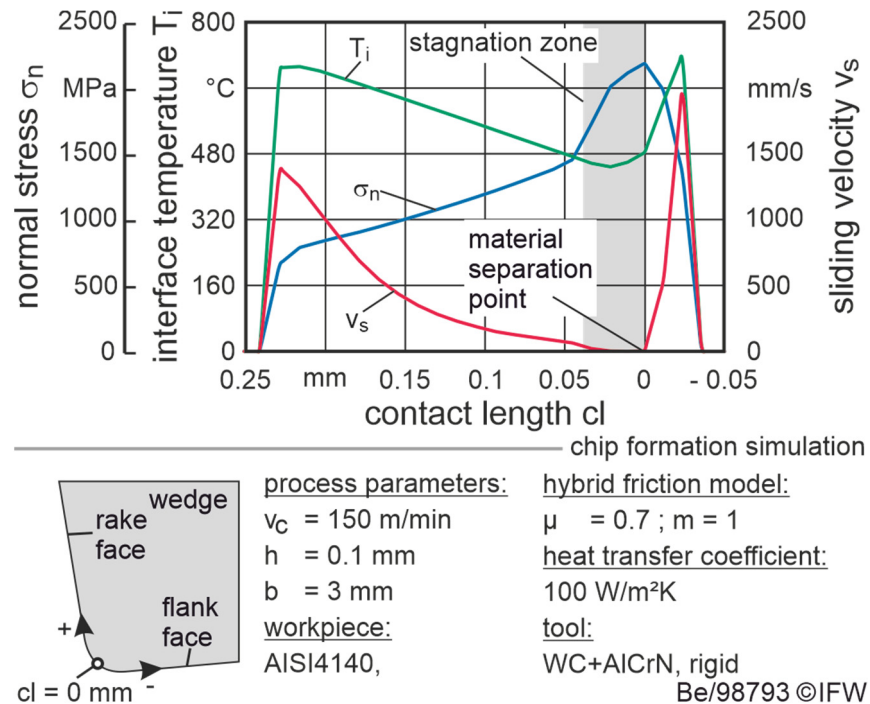 normal stress σn
2500
MPa
1500
1000
500
0
interface temperature Ti
800
°C
480
320
160
0
Ti
stagnation zone
σn
material
separation
point
vs
2500
mm/s
1500
1000
500
0
sliding velocity vs
0.25 mm 0.15 0.1 0.05 0 - 0.05
contact length cl
chip formation simulation
wedge
rake
face
flank
face
+
-
cl = 0 mm
process parameters:
vC = 150 m/min
h = 0.1 mm
b = 3 mm
workpiece:
AISI4140,
hybrid friction model:
μ = 0.7 ; m = 1
heat transfer coefficient:
100 W/m²K
tool:
WC+AlCrN, rigid
Be/98793 ©IFW